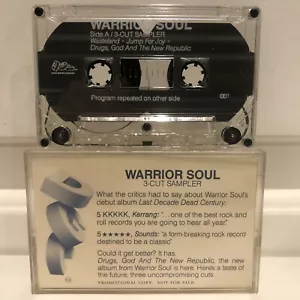 WARRIOR SOUL
Side A / 3-CUT SAMPLER
Wasteland • Jump For Joy •
Drugs, God And The New Republic
Program repeated on other side
WARRIOR SOUL
3-CUT SAMPLER
What the critics had to say about Warrior Soul's
debut album Last Decade Dead Century.
5 KKKKK, Kerrang: "...one of the best rock and
roll records you are going to hear all year."
5★★★★★, Sounds: "a form-breaking rock record
destined to be a classic"
Could it get better? It has.
Drugs, God And The New Republic, the new
album from Warrior Soul is here. Here's a taste of
the future; three uncompromising cuts.
PROMOTIONAL COPY. NOT FOR SALE.